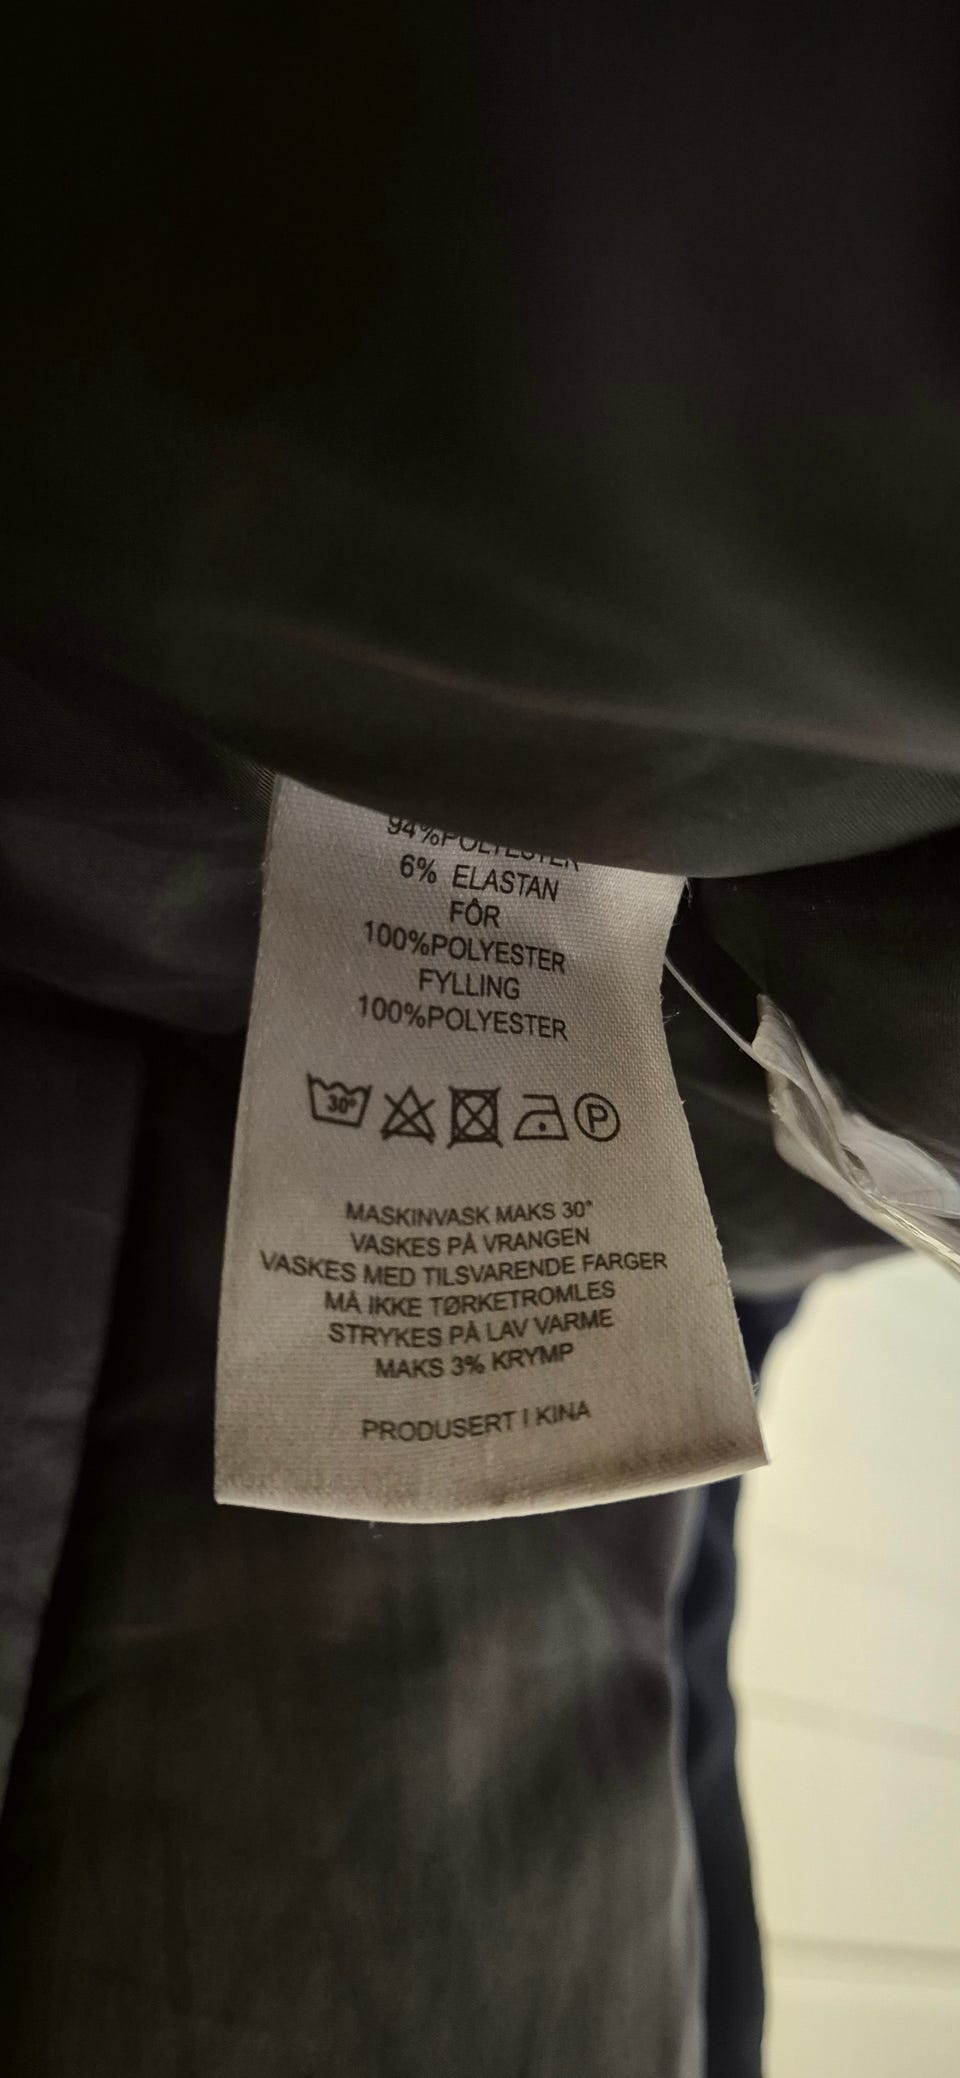 94%POLYESTER
6% ELASTAN
FÔR
100%POLYESTER
FYLLING
100%POLYESTER
30° P
MASKINVASK MAKS 30°
VASKES PÅ VRANGEN
VASKES MED TILSVARENDE FARGER
MÅ IKKE TØRKETROMLES
STRYKES PÅ LAV VARME
MAKS 3% KRYMP
PRODUSERT I KINA